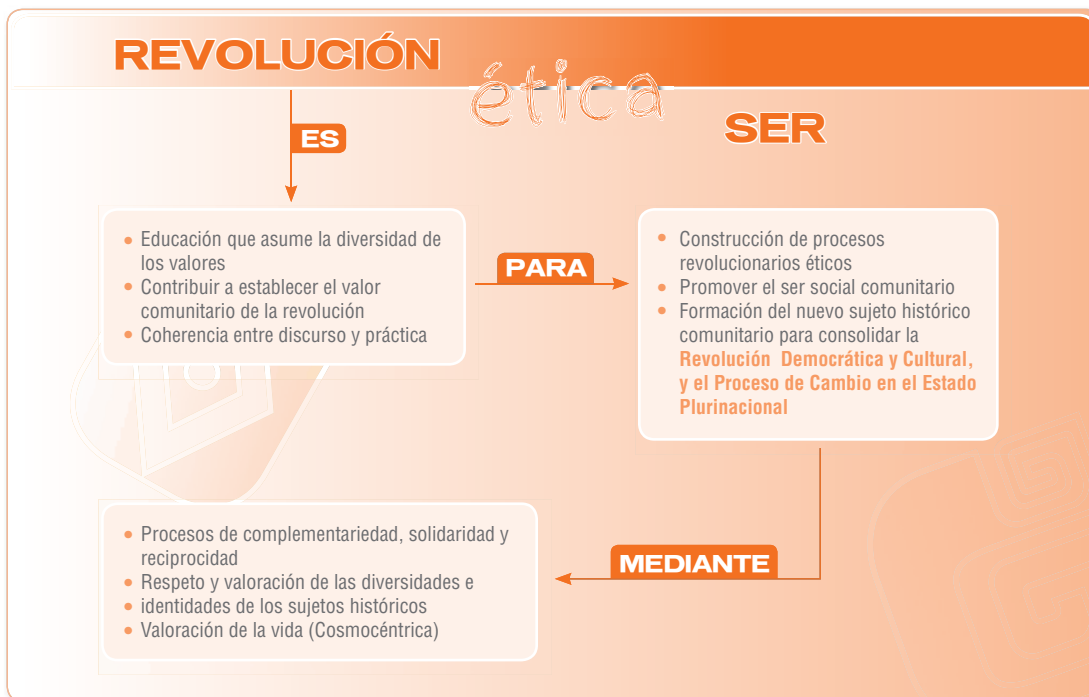 REVOLUCIÓN
ética
SER
ES
• Educación que asume la diversidad de
los valores
• Contribuir a establecer el valor
comunitario de la revolución
• Coherencia entre discurso y práctica
PARA
• Construcción de procesos
revolucionarios éticos
• Promover el ser social comunitario
• Formación del nuevo sujeto histórico
comunitario para consolidar la
Revolución Democrática y Cultural,
y el Proceso de Cambio en el Estado
Plurinacional
MEDIANTE
• Procesos de complementariedad, solidaridad y
reciprocidad
• Respeto y valoración de las diversidades e
• identidades de los sujetos históricos
• Valoración de la vida (Cosmocéntrica)